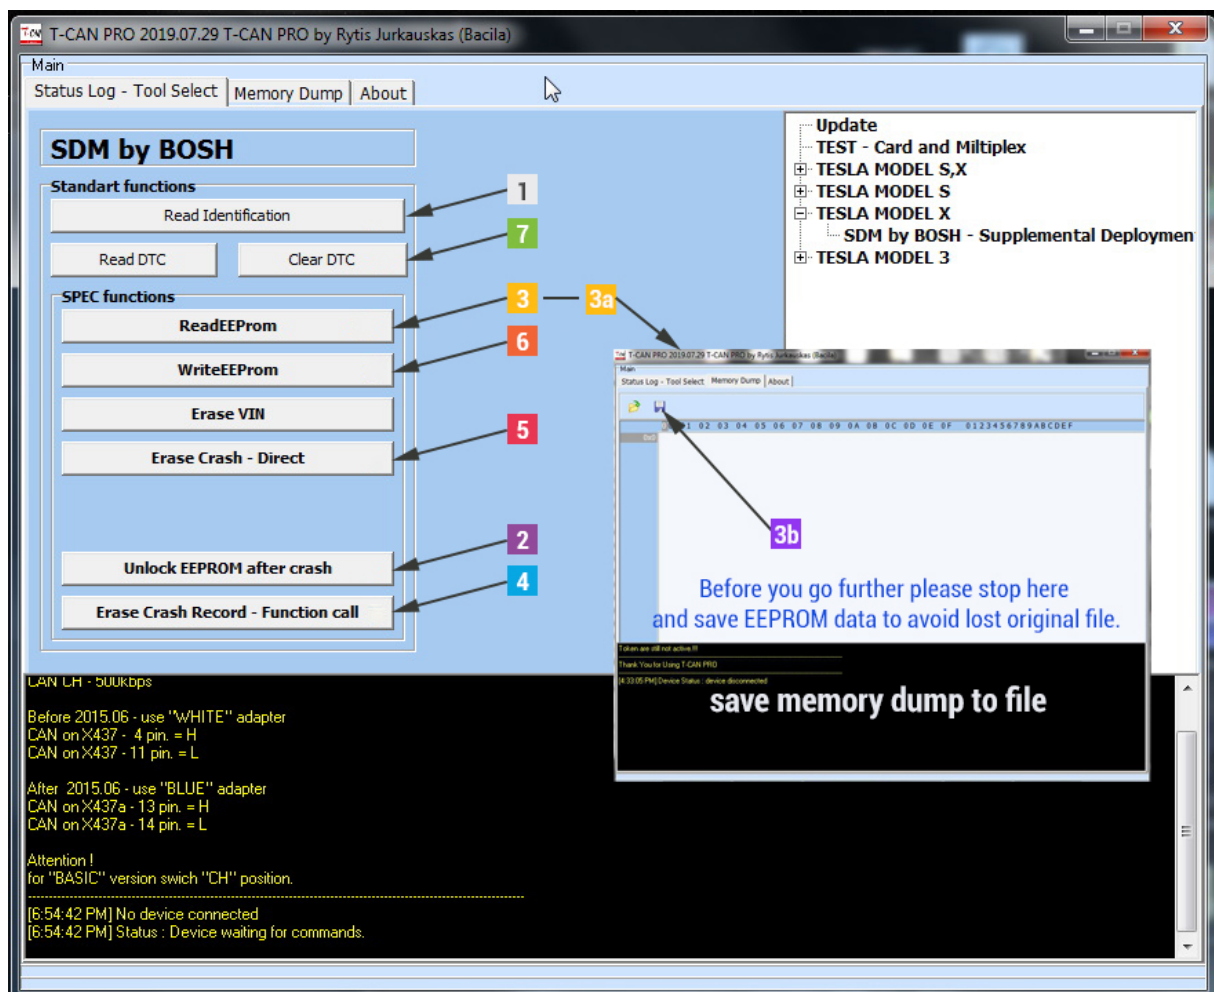 T-CAN PRO 2019.07.29 T-CAN PRO by Rytis Jurkauskas (Bacila)
Main
Status Log - Tool Select
Memory Dump
About
SDM by BOSH
Standart functions
Read Identification
Read DTC
Clear DTC
SPEC functions
ReadEEProm
WriteEEProm
Erase VIN
Erase Crash - Direct
Unlock EEPROM after crash
Erase Crash Record - Function call
1
7
3
3a
6
5
2
4
Update
TEST - Card and Miltiplex
TESLA MODEL S,X
TESLA MODEL S
TESLA MODEL X
SDM by BOSH - Supplemental Deploymen
TESLA MODEL 3
T-CAN PRO 2019.07.29 T-CAN PRO by Rytis Jurkauskas (Bacila)
Main
Status Log - Tool Select
Memory Dump
About
02 03 04 05 06 07 08 09 0A 0B 0C 0D 0E 0F 0123456789ABCDEF
0x0
3b
Before you go further please stop here
and save EEPROM data to avoid lost original file.
Token are still not active !!!
Thank You for Using T-CAN PRO
[4:33:05 PM] Device Status : device disconnected
save memory dump to file
CAN CH - 500kbps
Before 2015.06 - use "WHITE" adapter
CAN on X437 - 4 pin. = H
CAN on X437 - 11 pin. = L
After 2015.06 - use "BLUE" adapter
CAN on X437a - 13 pin. = H
CAN on X437a - 14 pin. = L
Attention !
for "BASIC" version swich "CH" position.
[6:54:42 PM] No device connected
[6:54:42 PM] Status : Device waiting for commands.